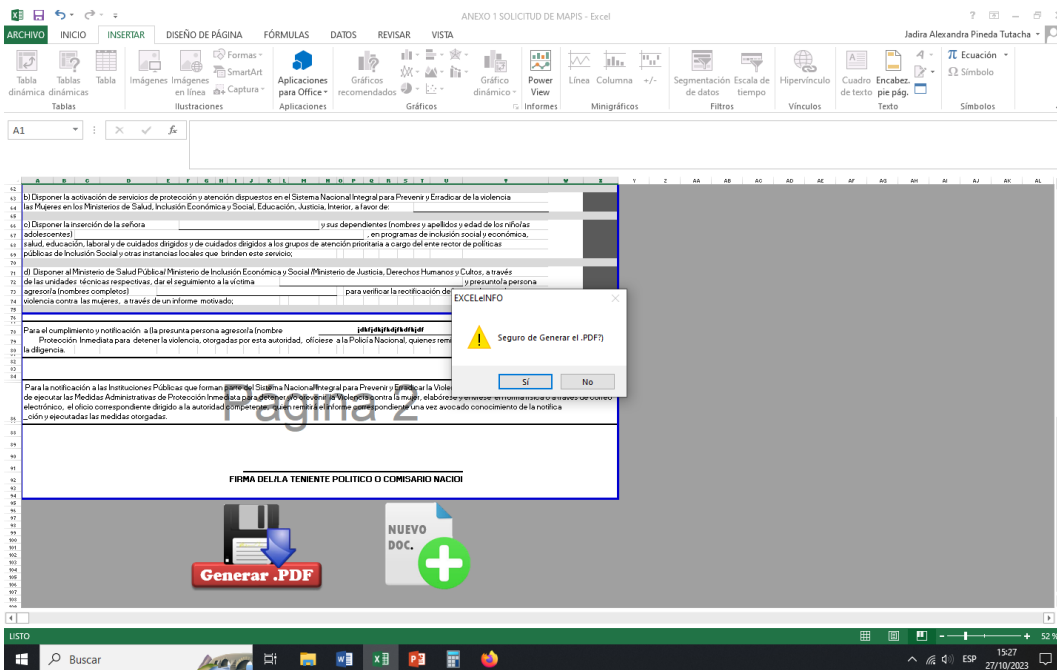 ANEXO 1 SOLICITUD DE MAPIS - Excel
ARCHIVO INICIO INSERTAR DISEÑO DE PÁGINA FÓRMULAS DATOS REVISAR VISTA
Jadira Alexandra Pineda Tutacha
Tabla dinámica
Tablas dinámicas
Tabla
Tablas
Imágenes
Imágenes en línea
Formas
SmartArt
Captura
Ilustraciones
Aplicaciones para Office
Aplicaciones
Gráficos recomendados
Gráfico dinámico
Gráficos
Power View
Informes
Línea Columna +/-
Minigráficos
Segmentación de datos
Escala de tiempo
Filtros
Hipervínculo
Vínculos
Cuadro de texto
Encabez. pie pág.
Texto
Ecuación
Símbolo
Símbolos
A1
fx
b) Disponer la activación de servicios de protección y atención dispuestos en el Sistema Nacional Integral para Prevenir y Erradicar de la violencia
las Mujeres en los Ministerios de Salud, Inclusión Económica y Social, Educación, Justicia, Interior, a favor de:
c) Disponer la inserción de la señora y sus dependientes (nombres y apellidos y edad de los niño/as
adolescentes) , en programas de inclusión social y económica,
salud, educación, laboral y de cuidados dirigidos y de cuidados dirigidos a los grupos de atención prioritaria a cargo del ente rector de políticas
públicas de Inclusión Social y otras instancias locales que brinden este servicio;
d) Disponer al Ministerio de Salud Pública/ Ministerio de Inclusión Económica y Social /Ministerio de Justicia, Derechos Humanos y Cultos, a través
de las unidades técnicas respectivas, dar el seguimiento a la víctima y presunto/a persona
agresor/a (nombres completos) para verificar la rectificación de
violencia contra las mujeres, a través de un informe motivado;
EXCELeINFO
Seguro de Generar el .PDF?)
Sí No
Para el cumplimiento y notificación a (la presunta persona agresor/a (nombre jdkfjdkjfkdjfkdfkjdf
Protección Inmediata para detener la violencia, otorgadas por esta autoridad, ofíciese a la Policía Nacional, quienes remi
la diligencia.
Para la notificación a las Instituciones Públicas que forman parte del Sistema Nacional Integral para Prevenir y Erradicar la Viole
de ejecutar las Medidas Administrativas de Protección Inmediata para detener y/o prevenir la Violencia contra la mujer, elabórese y envíese en forma física o a través de correo
electrónico, el oficio correspondiente dirigido a la autoridad competente, quien remitirá el informe correspondiente una vez avocado conocimiento de la notifica
_ción y ejecutadas las medidas otorgadas.
Página 2
FIRMA DEL/LA TENIENTE POLITICO O COMISARIO NACIOI
Generar .PDF
NUEVO
DOC.
LISTO
52 %
Buscar
ESP
15:27
27/10/2023